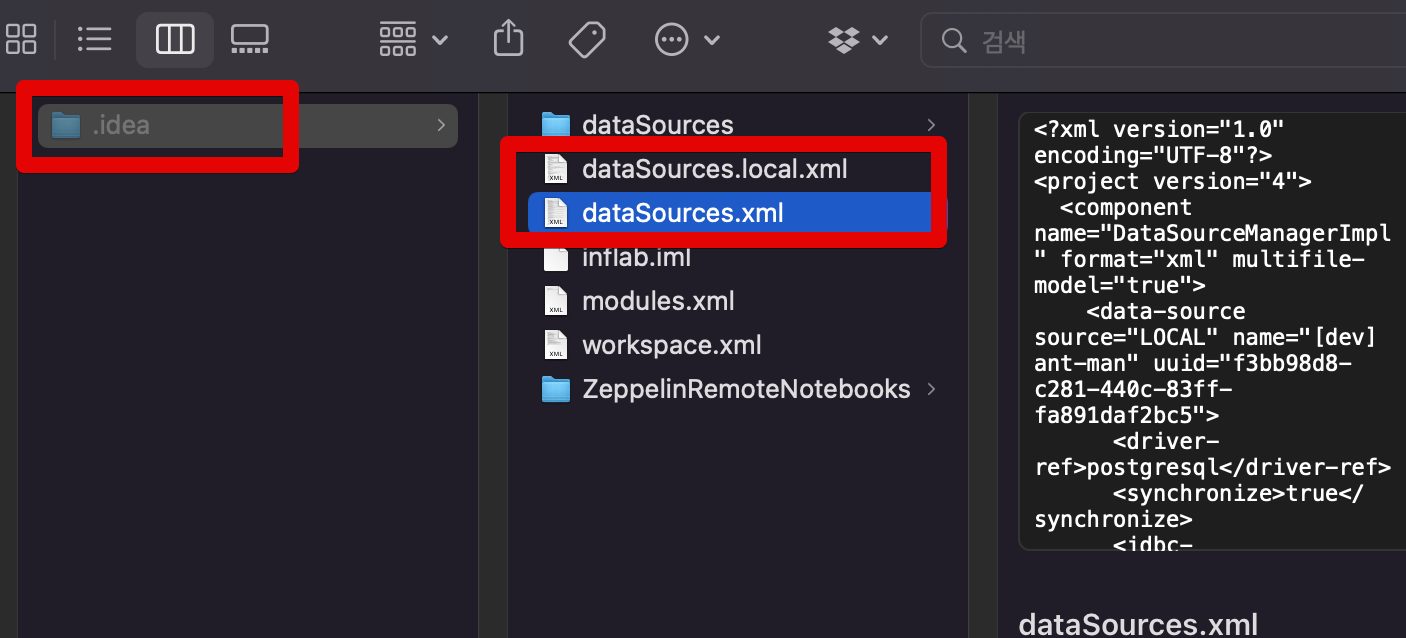 검색
.idea
dataSources
dataSources.local.xml
dataSources.xml
inflab.iml
modules.xml
workspace.xml
ZeppelinRemoteNotebooks
<?xml version="1.0"
encoding="UTF-8"?>
<project version="4">
<component
name="DataSourceManagerImpl
" format="xml" multifile-
model="true">
<data-source
source="LOCAL" name="[dev]
ant-man" uuid="f3bb98d8-
c281-440c-83ff-
fa891daf2bc5">
<driver-
ref>postgresql</driver-ref>
<synchronize>true</
synchronize>
<jdbc-
dataSources.xml